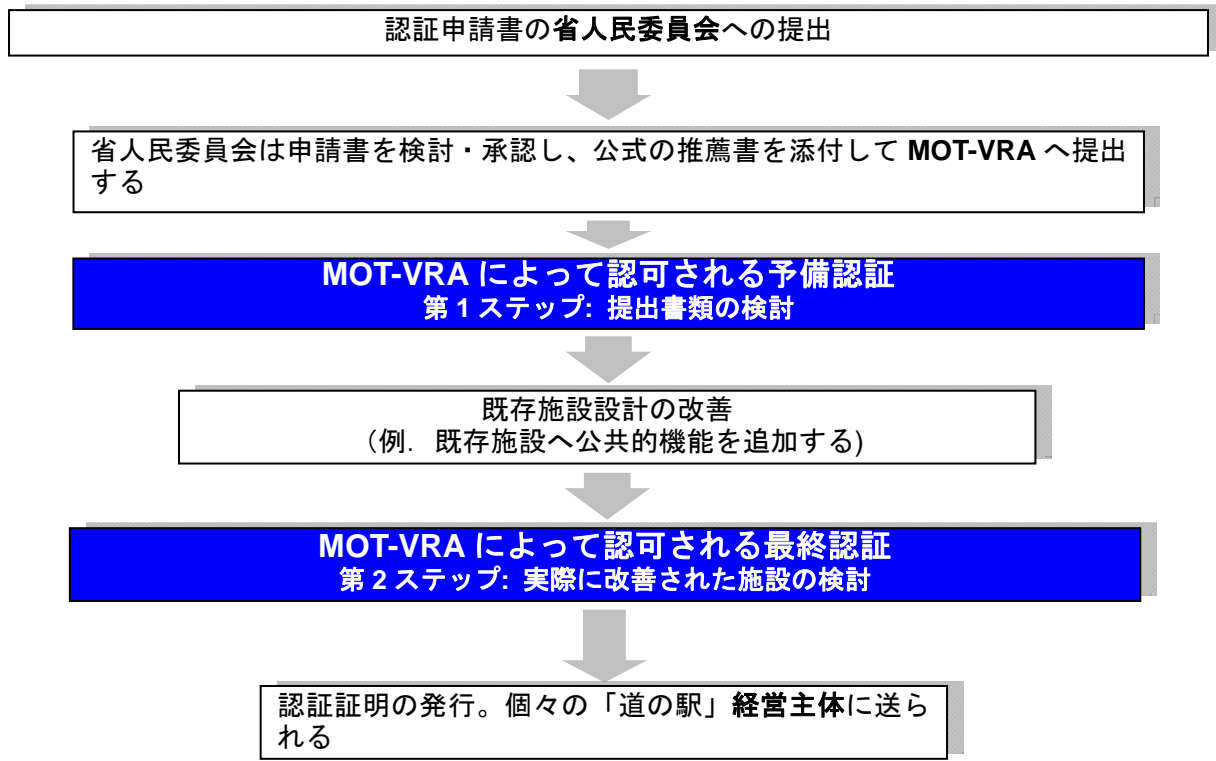 認証申請書の省人民委員会への提出
省人民委員会は申請書を検討・承認し、公式の推薦書を添付して MOT-VRA へ提出
する
MOT-VRA によって認可される予備認証
第 1 ステップ: 提出書類の検討
既存施設設計の改善
（例．既存施設へ公共的機能を追加する)
MOT-VRA によって認可される最終認証
第 2 ステップ: 実際に改善された施設の検討
認証証明の発行。個々の「道の駅」経営主体に送ら
れる